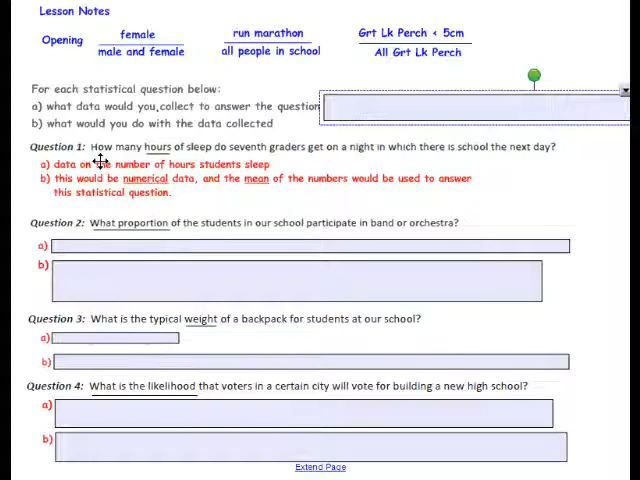 Lesson Notes
Opening
female
male and female
run marathon
all people in school
Grt Lk Perch < 5cm
All Grt Lk Perch
For each statistical question below:
a) what data would you collect to answer the question
b) what would you do with the data collected
Question 1: How many hours of sleep do seventh graders get on a night in which there is school the next day?
a) data on the number of hours students sleep
b) this would be numerical data, and the mean of the numbers would be used to answer
this statistical question.
Question 2: What proportion of the students in our school participate in band or orchestra?
a)
b)
Question 3: What is the typical weight of a backpack for students at our school?
a)
b)
Question 4: What is the likelihood that voters in a certain city will vote for building a new high school?
a)
b)
Extend Page